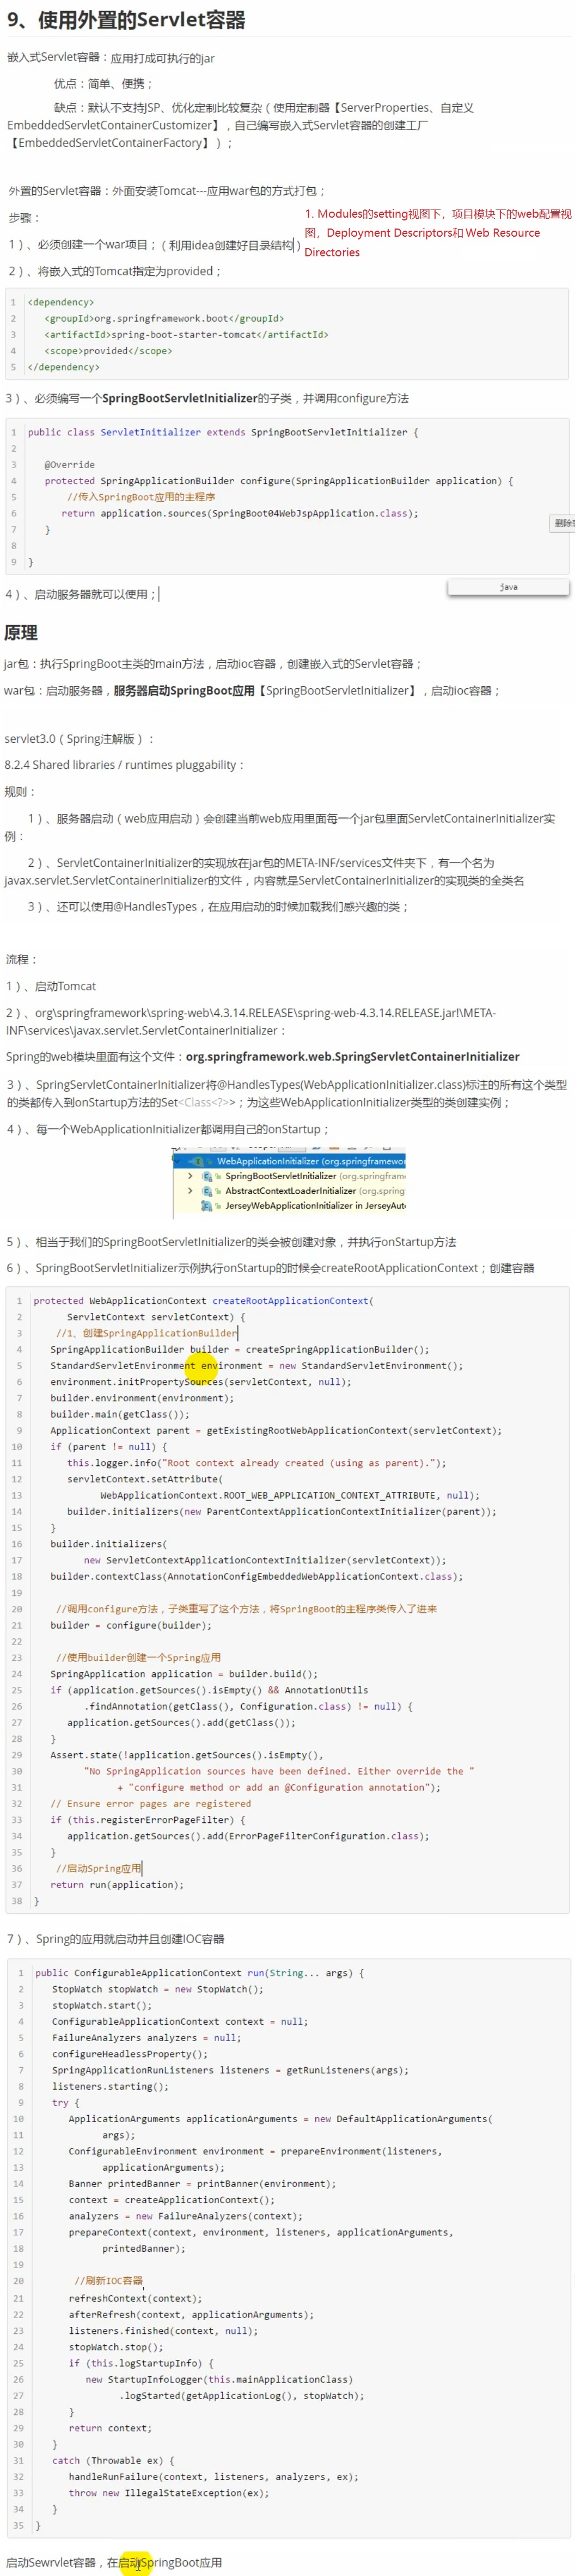 9、使用外置的Servlet容器
嵌入式Servlet容器：应用打成可执行的jar
优点：简单、便携；
缺点：默认不支持JSP、优化定制比较复杂（使用定制器【ServerProperties、自定义
EmbeddedServletContainerCustomizer】，自己编写嵌入式Servlet容器的创建工厂
【EmbeddedServletContainerFactory】）；
外置的Servlet容器：外面安装Tomcat---应用war包的方式打包；
步骤：
1）、必须创建一个war项目；（利用idea创建好目录结构）
1. Modules的setting视图下，项目模块下的web配置视
图，Deployment Descriptors和 Web Resource
Directories
2）、将嵌入式的Tomcat指定为provided；
1 <dependency>
2 <groupId>org.springframework.boot</groupId>
3 <artifactId>spring-boot-starter-tomcat</artifactId>
4 <scope>provided</scope>
5 </dependency>
3）、必须编写一个SpringBootServletInitializer的子类，并调用configure方法
1 public class ServletInitializer extends SpringBootServletInitializer {
2
3 @Override
4 protected SpringApplicationBuilder configure(SpringApplicationBuilder application) {
5 //传入SpringBoot应用的主程序
6 return application.sources(SpringBoot04WebJspApplication.class);
7 }
8
9 }
删除
java
4）、启动服务器就可以使用；
原理
jar包：执行SpringBoot主类的main方法，启动ioc容器，创建嵌入式的Servlet容器；
war包：启动服务器，服务器启动SpringBoot应用【SpringBootServletInitializer】，启动ioc容器；
servlet3.0（Spring注解版）：
8.2.4 Shared libraries / runtimes pluggability：
规则：
1）、服务器启动（web应用启动）会创建当前web应用里面每一个jar包里面ServletContainerInitializer实
例：
2）、ServletContainerInitializer的实现放在jar包的META-INF/services文件夹下，有一个名为
javax.servlet.ServletContainerInitializer的文件，内容就是ServletContainerInitializer的实现类的全类名
3）、还可以使用@HandlesTypes，在应用启动的时候加载我们感兴趣的类；
流程：
1）、启动Tomcat
2）、org\springframework\spring-web\4.3.14.RELEASE\spring-web-4.3.14.RELEASE.jar!\META-
INF\services\javax.servlet.ServletContainerInitializer：
Spring的web模块里面有这个文件：org.springframework.web.SpringServletContainerInitializer
3）、SpringServletContainerInitializer将@HandlesTypes(WebApplicationInitializer.class)标注的所有这个类型
的类都传入到onStartup方法的Set<Class<?>>；为这些WebApplicationInitializer类型的类创建实例；
4）、每一个WebApplicationInitializer都调用自己的onStartup；
WebApplicationInitializer (org.springframewor
SpringBootServletInitializer (org.springfram
AbstractContextLoaderInitializer (org.spring
JerseyWebApplicationInitializer in JerseyAut
5）、相当于我们的SpringBootServletInitializer的类会被创建对象，并执行onStartup方法
6）、SpringBootServletInitializer示例执行onStartup的时候会createRootApplicationContext；创建容器
1 protected WebApplicationContext createRootApplicationContext(
2 ServletContext servletContext) {
3 //1、创建SpringApplicationBuilder
4 SpringApplicationBuilder builder = createSpringApplicationBuilder();
5 StandardServletEnvironment environment = new StandardServletEnvironment();
6 environment.initPropertySources(servletContext, null);
7 builder.environment(environment);
8 builder.main(getClass());
9 ApplicationContext parent = getExistingRootWebApplicationContext(servletContext);
10 if (parent != null) {
11 this.logger.info("Root context already created (using as parent).");
12 servletContext.setAttribute(
13 WebApplicationContext.ROOT_WEB_APPLICATION_CONTEXT_ATTRIBUTE, null);
14 builder.initializers(new ParentContextApplicationContextInitializer(parent));
15 }
16 builder.initializers(
17 new ServletContextApplicationContextInitializer(servletContext));
18 builder.contextClass(AnnotationConfigEmbeddedWebApplicationContext.class);
19
20 //调用configure方法，子类重写了这个方法，将SpringBoot的主程序类传入了进来
21 builder = configure(builder);
22
23 //使用builder创建一个Spring应用
24 SpringApplication application = builder.build();
25 if (application.getSources().isEmpty() && AnnotationUtils
26 .findAnnotation(getClass(), Configuration.class) != null) {
27 application.getSources().add(getClass());
28 }
29 Assert.state(!application.getSources().isEmpty(),
30 "No SpringApplication sources have been defined. Either override the "
31 + "configure method or add an @Configuration annotation");
32 // Ensure error pages are registered
33 if (this.registerErrorPageFilter) {
34 application.getSources().add(ErrorPageFilterConfiguration.class);
35 }
36 //启动Spring应用
37 return run(application);
38 }
7）、Spring的应用就启动并且创建IOC容器
1 public ConfigurableApplicationContext run(String... args) {
2 StopWatch stopWatch = new StopWatch();
3 stopWatch.start();
4 ConfigurableApplicationContext context = null;
5 FailureAnalyzers analyzers = null;
6 configureHeadlessProperty();
7 SpringApplicationRunListeners listeners = getRunListeners(args);
8 listeners.starting();
9 try {
10 ApplicationArguments applicationArguments = new DefaultApplicationArguments(
11 args);
12 ConfigurableEnvironment environment = prepareEnvironment(listeners,
13 applicationArguments);
14 Banner printedBanner = printBanner(environment);
15 context = createApplicationContext();
16 analyzers = new FailureAnalyzers(context);
17 prepareContext(context, environment, listeners, applicationArguments,
18 printedBanner);
19
20 //刷新IOC容器
21 refreshContext(context);
22 afterRefresh(context, applicationArguments);
23 listeners.finished(context, null);
24 stopWatch.stop();
25 if (this.logStartupInfo) {
26 new StartupInfoLogger(this.mainApplicationClass)
27 .logStarted(getApplicationLog(), stopWatch);
28 }
29 return context;
30 }
31 catch (Throwable ex) {
32 handleRunFailure(context, listeners, analyzers, ex);
33 throw new IllegalStateException(ex);
34 }
35 }
启动Sewrvlet容器，在启动SpringBoot应用